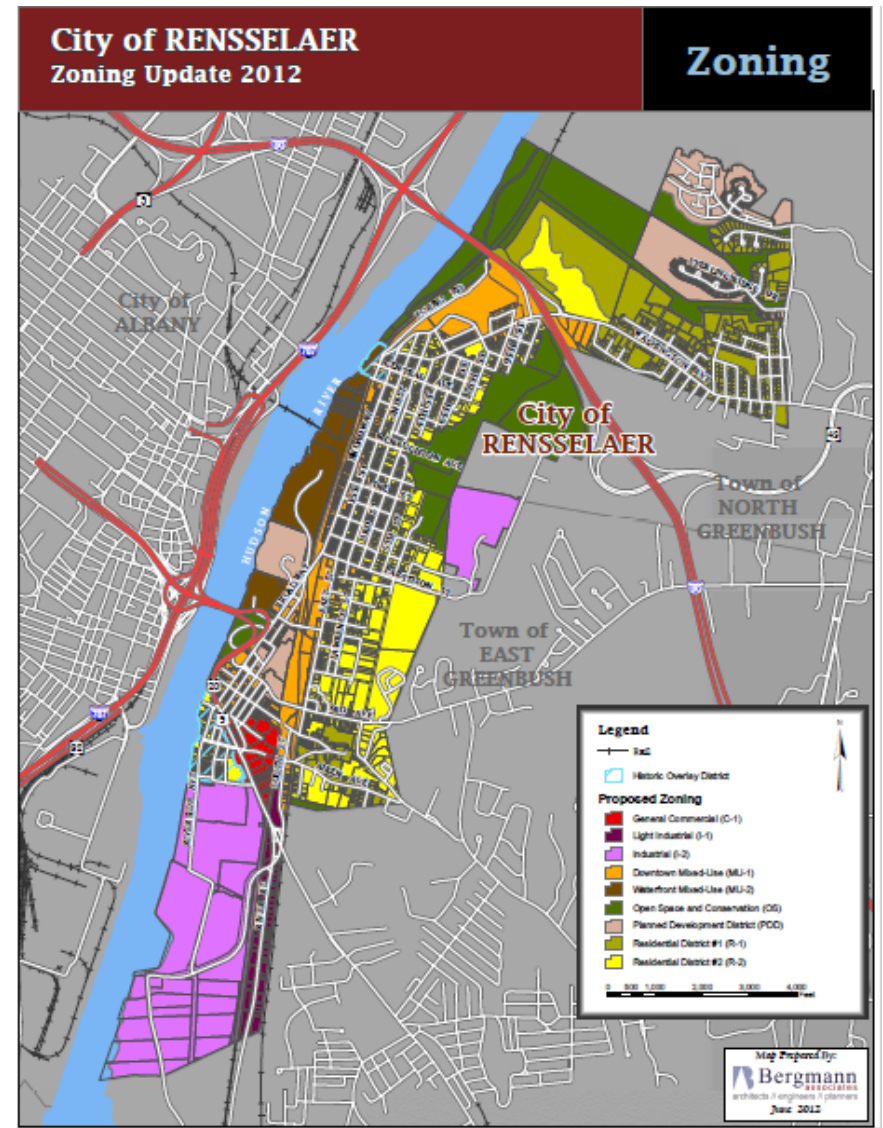 City of RENSSELAER
Zoning Update 2012
Zoning
City of
ALBANY
HUDSON
RIVER
City of
RENSSELAER
Town of
NORTH
GREENBUSH
Town of
EAST
GREENBUSH
9
Legend
Rail
Historic Overlay District
Proposed Zoning
General Commercial (C-1)
Light Industrial (I-1)
Industrial (I-2)
Downtown Mixed-Use (MU-1)
Waterfront Mixed-Use (MU-2)
Open Space and Conservation (OS)
Planned Development District (PDD)
Residential District #1 (R-1)
Residential District #2 (R-2)
0 500 1,000 2,000 3,000 4,000
Feet
N
Map Prepared By:
Bergmann
associates
architects // engineers // planners
June 2012